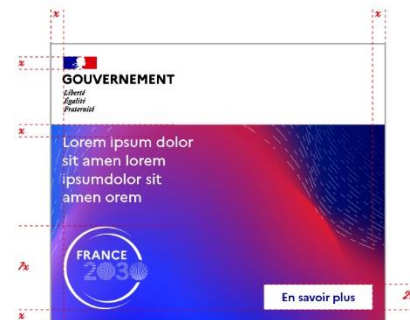 x
x
x
GOUVERNEMENT
Liberté
Égalité
Fraternité
x
Lorem ipsum dolor
sit amen lorem
ipsumdolor sit
amen orem
7x
FRANCE
2030
En savoir plus
x